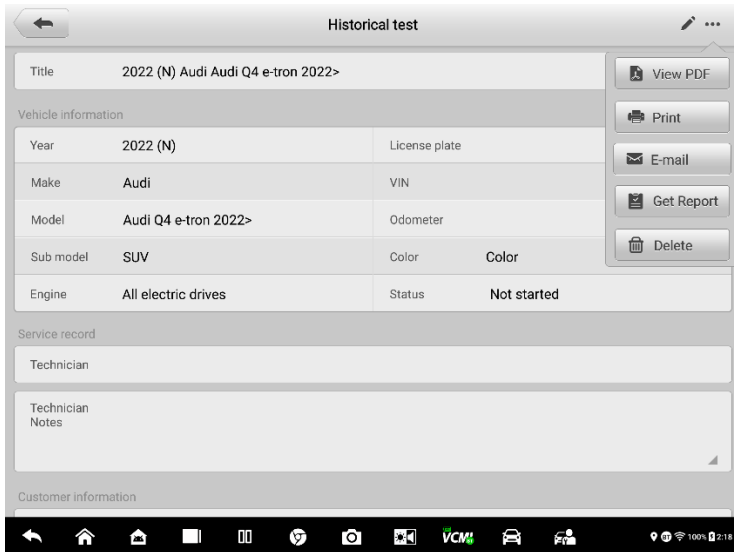 Historical test
Title 2022 (N) Audi Audi Q4 e-tron 2022>
View PDF
Vehicle information
Print
Year 2022 (N) License plate
E-mail
Make Audi VIN
Get Report
Model Audi Q4 e-tron 2022> Odometer
Delete
Sub model SUV Color Color
Engine All electric drives Status Not started
Service record
Technician
Technician
Notes
Customer information
VCMI BT 100% 2:18